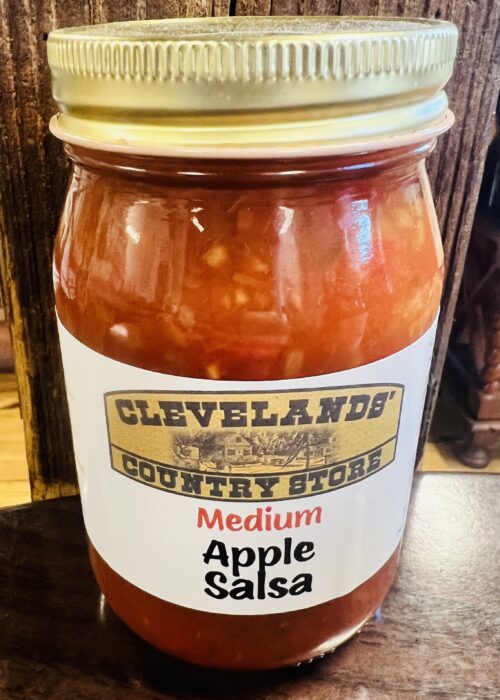 CLEVELANDS'
COUNTRY STORE
Medium
Apple
Salsa